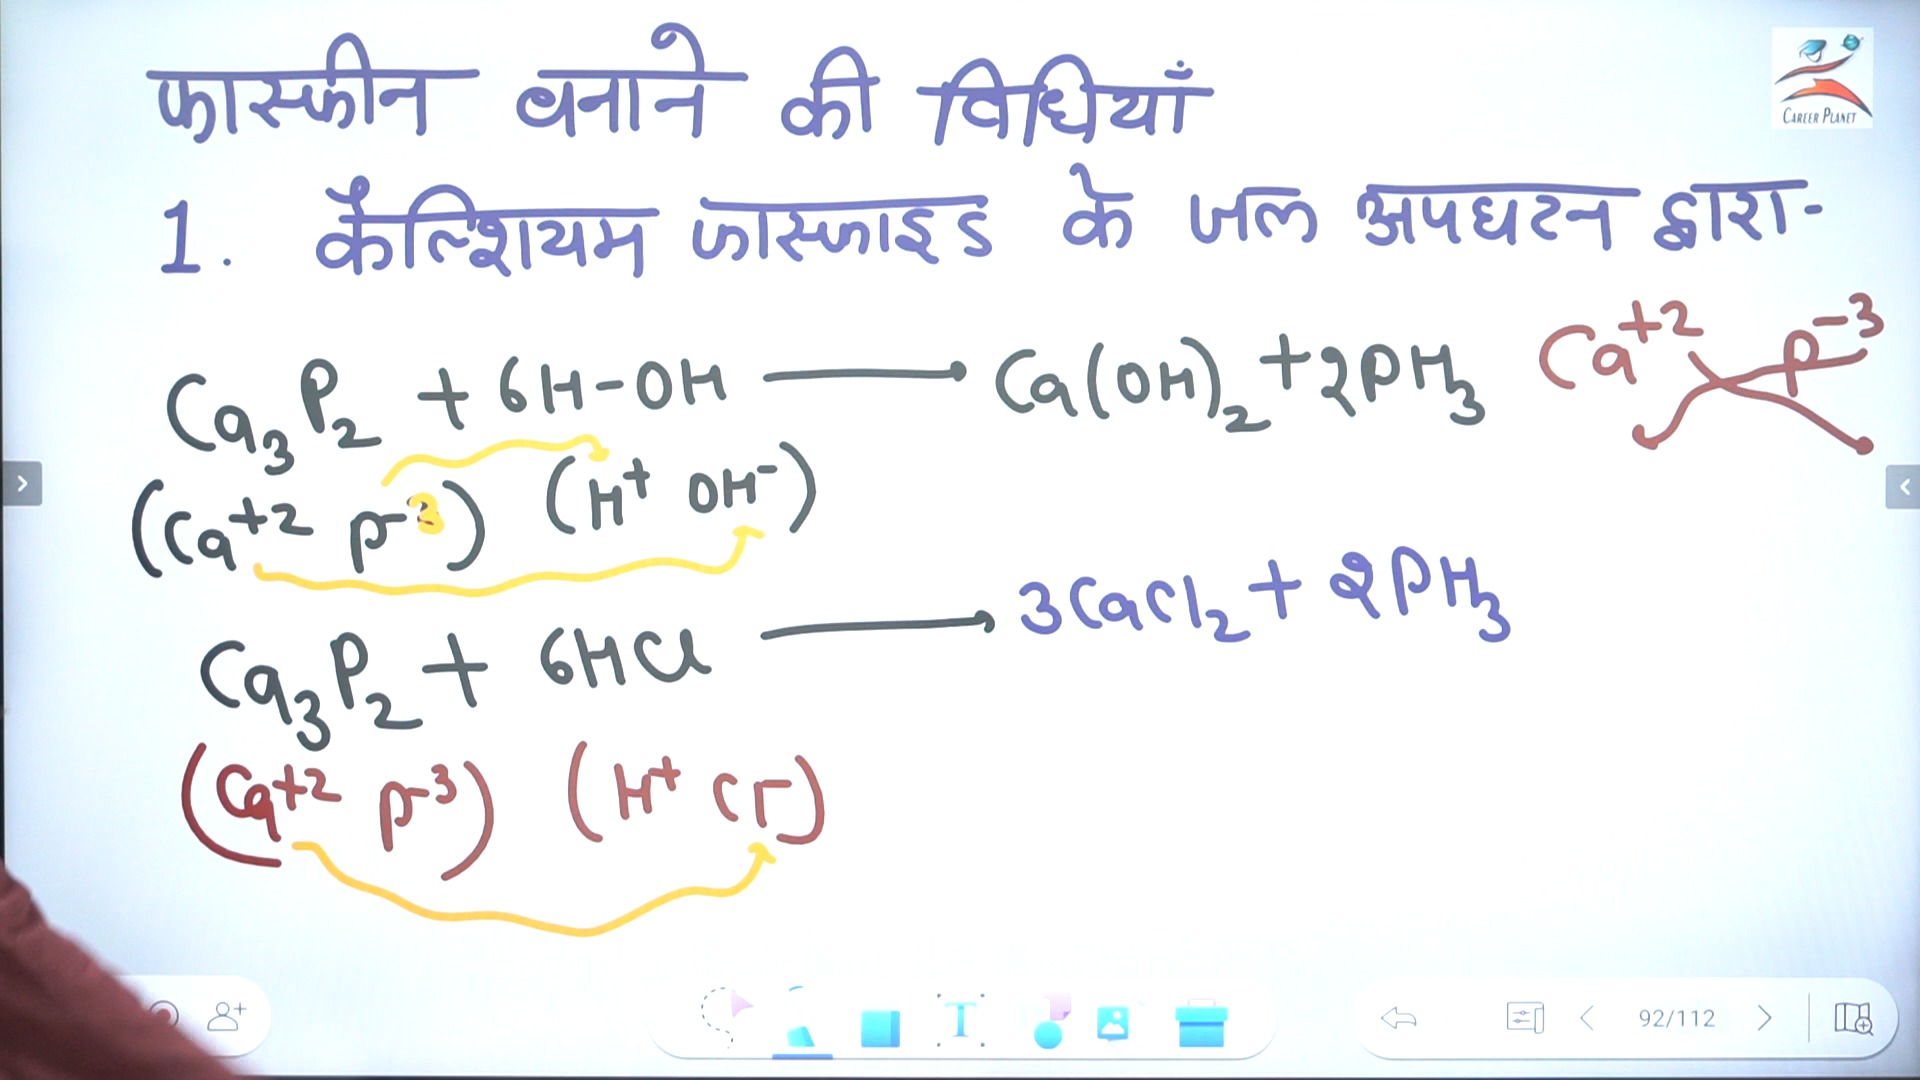 फास्फीन बनाने की विधियाँ
CAREER PLANET
1. कैल्शियम फास्फाइड के जल अपघटन द्वारा-
Ca₃P₂ + 6H-OH ⟶ Ca(OH)₂ + 2PH₃
Ca⁺² P⁻³
(Ca⁺² P⁻³) (H⁺ OH⁻)
Ca₃P₂ + 6HCl ⟶ 3CaCl₂ + 2PH₃
(Ca⁺² P⁻³) (H⁺ Cl⁻)
92/112